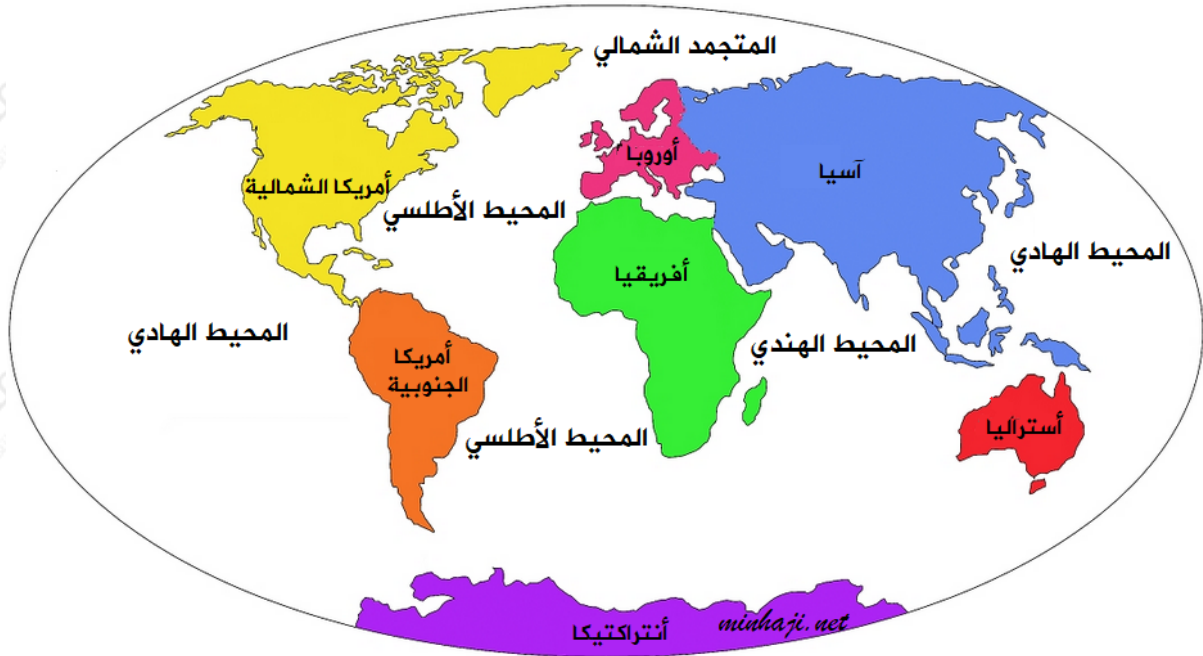 المتجمد الشمالي
أوروبا
آسيا
أمريكا الشمالية
المحيط الأطلسي
المحيط الهادي
أفريقيا
المحيط الهادي
المحيط الهندي
أمريكا
الجنوبية
أستراليا
المحيط الأطلسي
أنتراكتيكا
minhaji.net